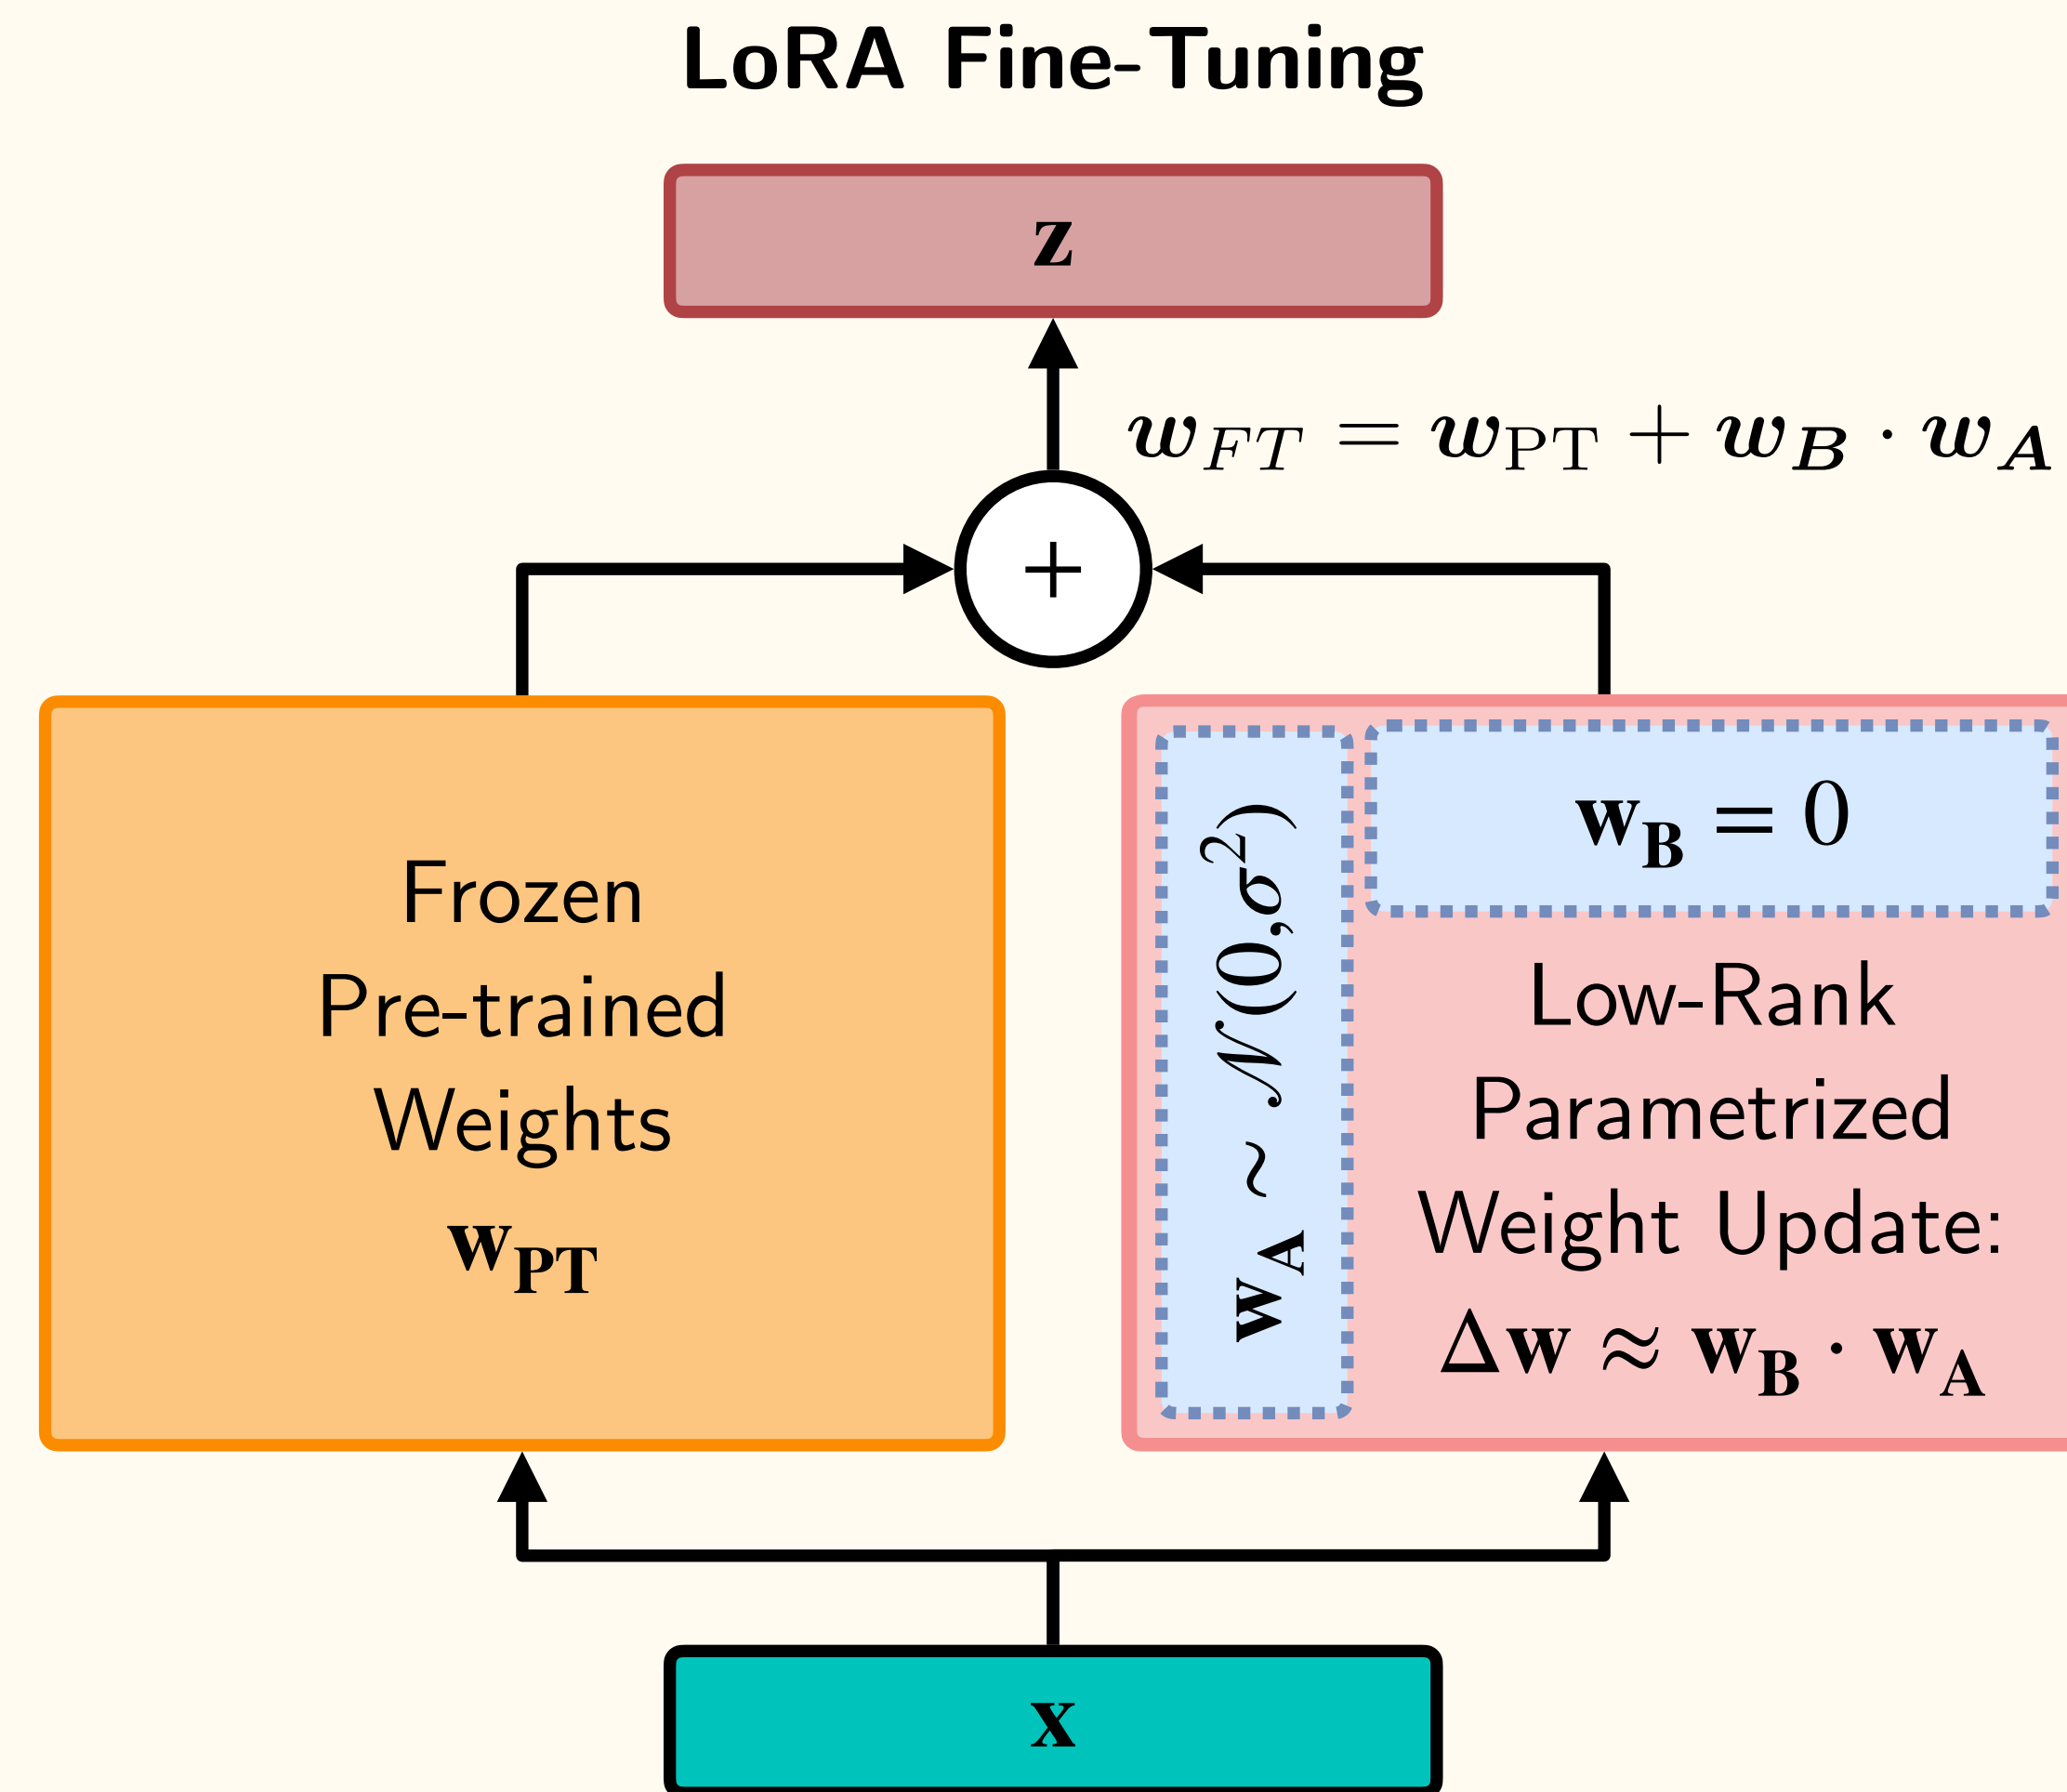 LoRA Fine-Tuning
z
w_FT = w_PT + w_B · w_A
+
Frozen
Pre-trained
Weights
w_PT
w_A ~ 𝒩(0,σ²)
w_B = 0
Low-Rank
Parametrized
Weight Update:
Δw ≈ w_B · w_A
x